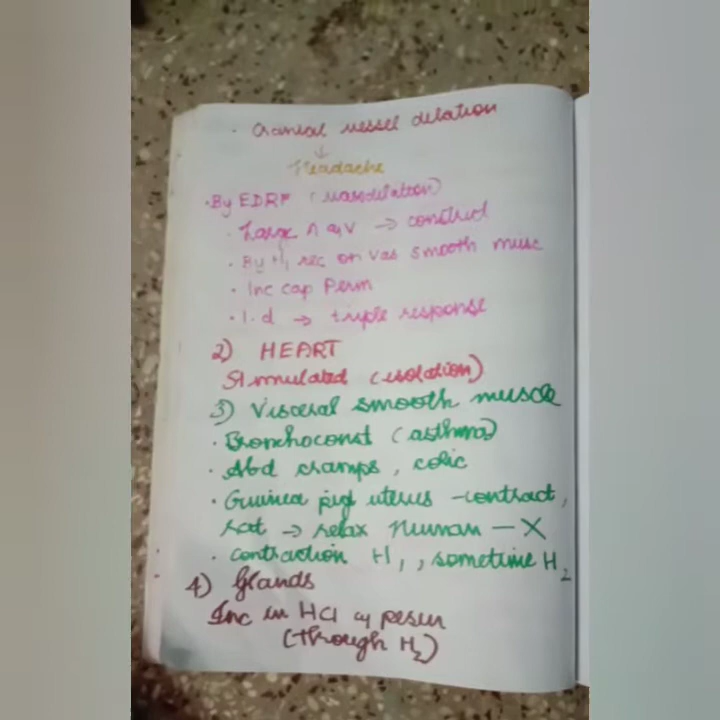 · Cranial vessel dilation
↓
Headache
· By EDRF (vasodilation)
· Large A & V → constrict
· By H₁ rec on vas smooth musc
· Inc cap Perm
· I.d → triple response
2) HEART
Stimulated (isolation)
3) Visceral smooth muscle
· Bronchoconst (asthma)
· Abd cramps, colic
· Guinea pig uterus - contract,
rat → relax Human — X
· contraction H₁, sometime H₂
4) Glands
Inc in HCl & pesin
(through H₂)